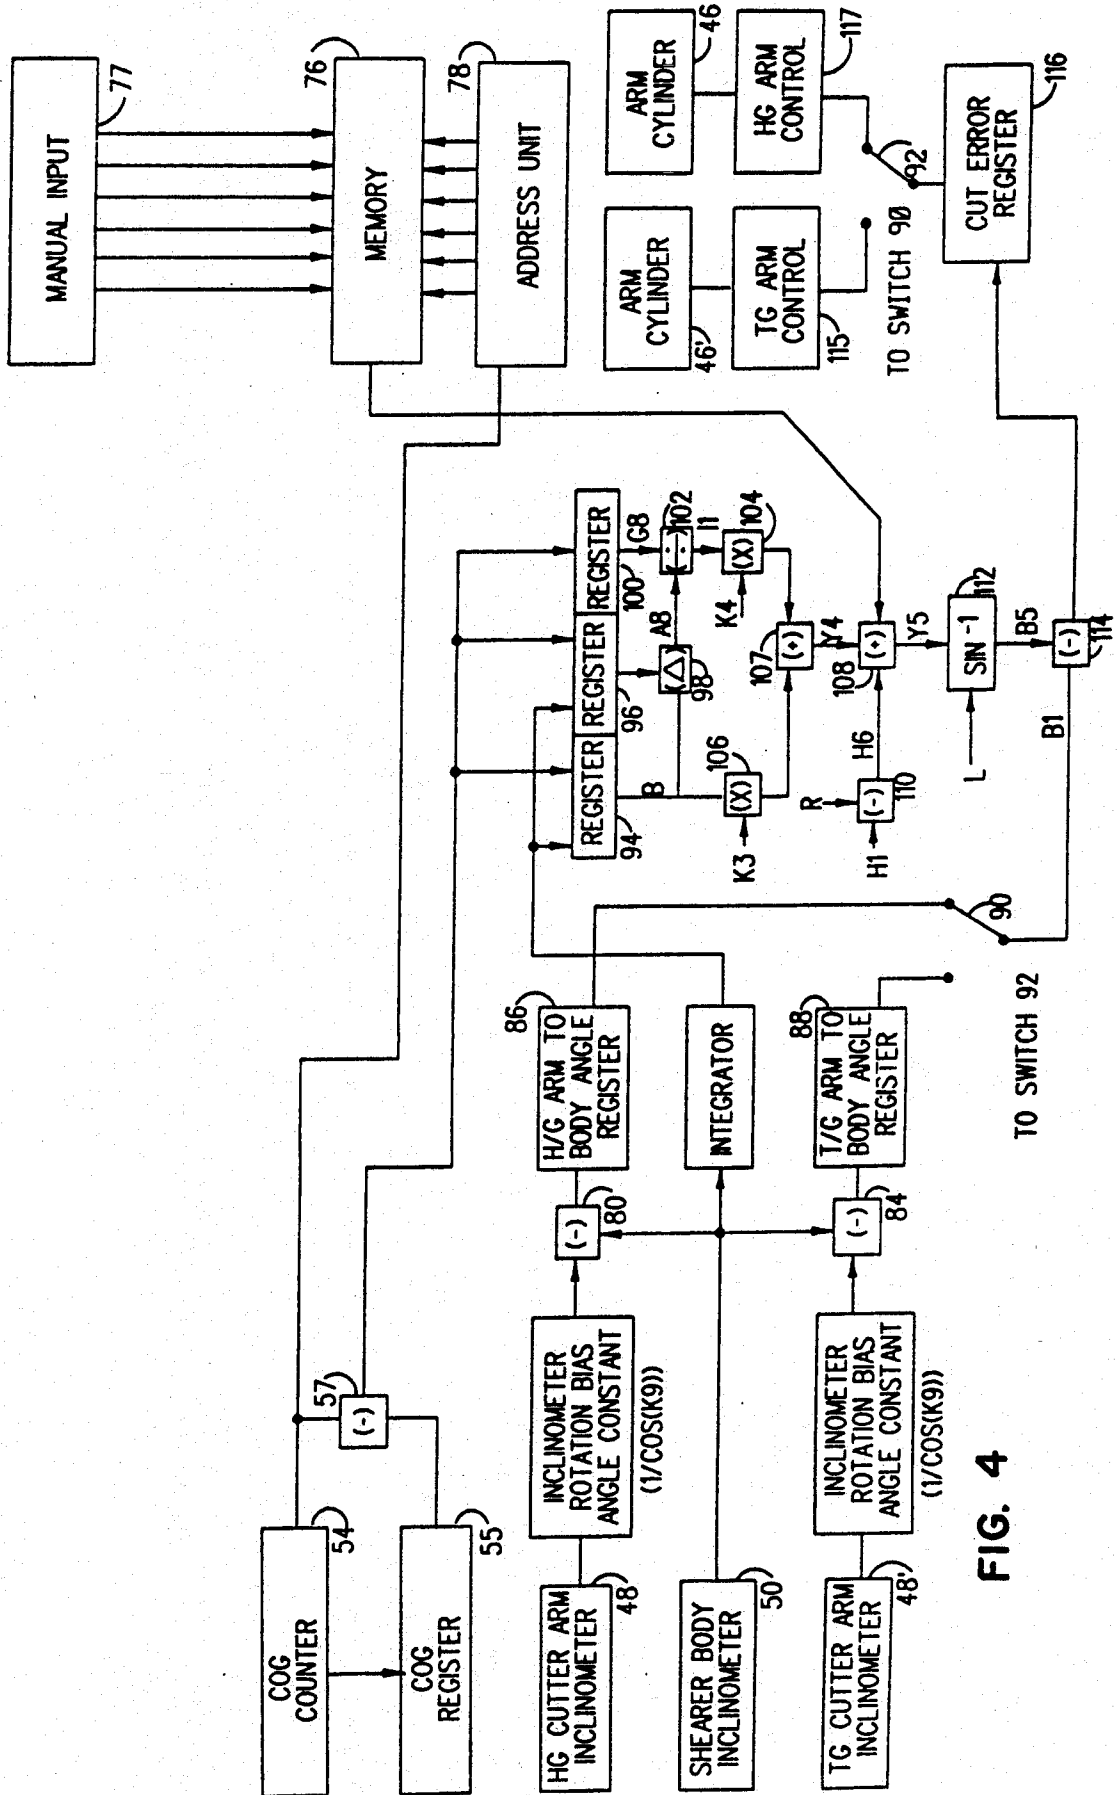 COG
COUNTER
54
COG
REGISTER
55
(-)
57
HG CUTTER ARM
INCLINOMETER
48
INCLINOMETER
ROTATION BIAS
ANGLE CONSTANT
(1/COS(K9))
(-)
80
H/G ARM TO
BODY ANGLE
REGISTER
86
SHEARER BODY
INCLINOMETER
50
INTEGRATOR
TG CUTTER ARM
INCLINOMETER
48'
INCLINOMETER
ROTATION BIAS
ANGLE CONSTANT
(1/COS(K9))
(-)
84
T/G ARM TO
BODY ANGLE
REGISTER
88
90
TO SWITCH 92
REGISTER
94
REGISTER
96
REGISTER
100
B
(Δ)
98
A8
G8
(÷)
102
I1
K4
(X)
104
K3
(X)
106
107
(+)
Y4
108
(+)
H6
R
H1
(-)
110
Y5
L
SIN -1
112
B5
B1
(-)
114
MANUAL INPUT
77
MEMORY
76
ADDRESS UNIT
78
ARM
CYLINDER
46'
ARM
CYLINDER
46
TG ARM
CONTROL
115
HG ARM
CONTROL
117
92
TO SWITCH 90
CUT ERROR
REGISTER
116
FIG. 4